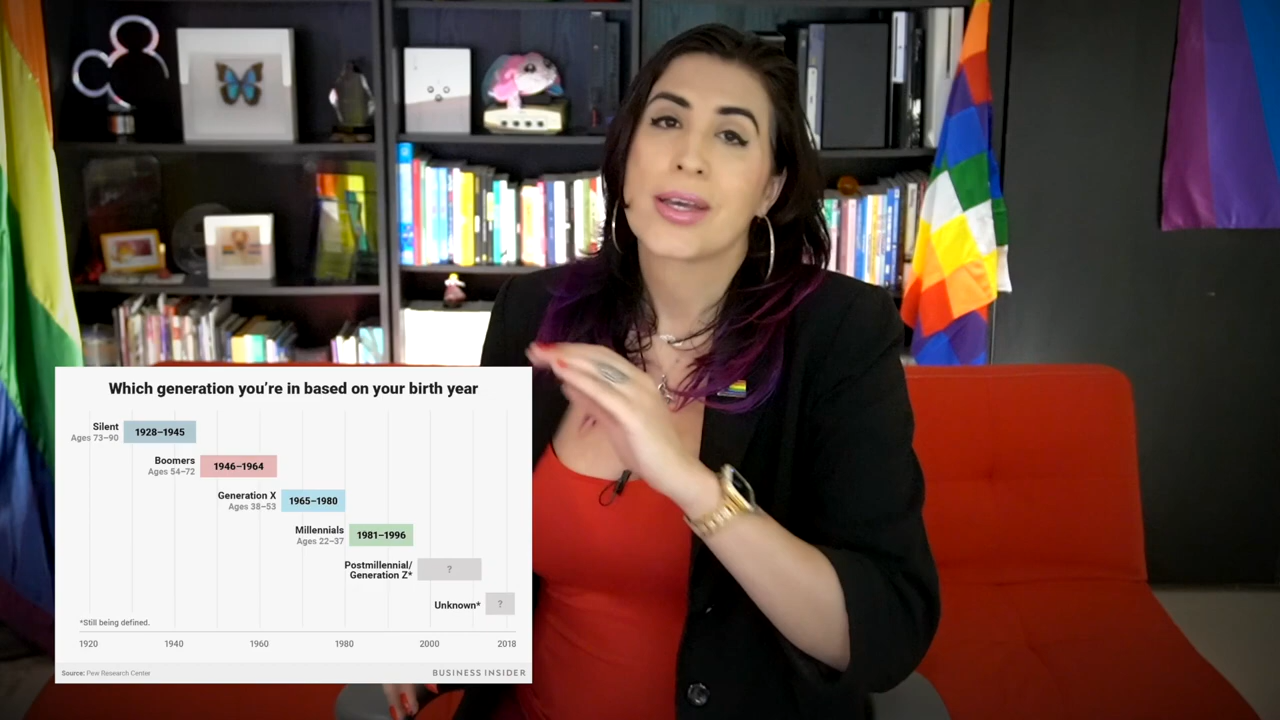 Which generation you're in based on your birth year
Silent
Ages 73–90
1928–1945
Boomers
Ages 54–72
1946–1964
Generation X
Ages 38–53
1965–1980
Millennials
Ages 22–37
1981–1996
Postmillennial/
Generation Z*
?
Unknown*
?
*Still being defined.
1920 1940 1960 1980 2000 2018
Source: Pew Research Center BUSINESS INSIDER